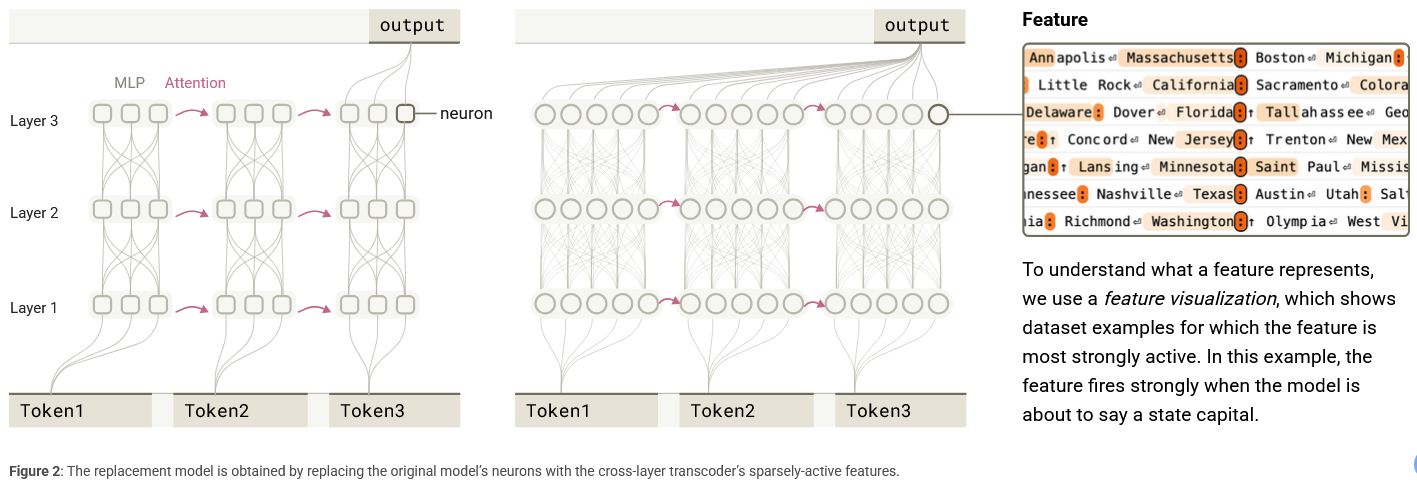 output
MLP Attention
Layer 3
neuron
Layer 2
Layer 1
Token1 Token2 Token3
output
Token1 Token2 Token3
Feature
Annapolis⏎ Massachusetts: Boston⏎ Michigan:
: Little Rock⏎ California: Sacramento⏎ Colora
Delaware: Dover⏎ Florida:↑ Tallahassee⏎ Geo
re:↑ Concord⏎ New Jersey:↑ Trenton⏎ New Mex
gan:↑ Lansing⏎ Minnesota: Saint Paul⏎ Missis
nnessee: Nashville⏎ Texas: Austin⏎ Utah: Salt
nia: Richmond⏎ Washington:↑ Olympia⏎ West Vi
To understand what a feature represents,
we use a feature visualization, which shows
dataset examples for which the feature is
most strongly active. In this example, the
feature fires strongly when the model is
about to say a state capital.
Figure 2: The replacement model is obtained by replacing the original model's neurons with the cross-layer transcoder's sparsely-active features.